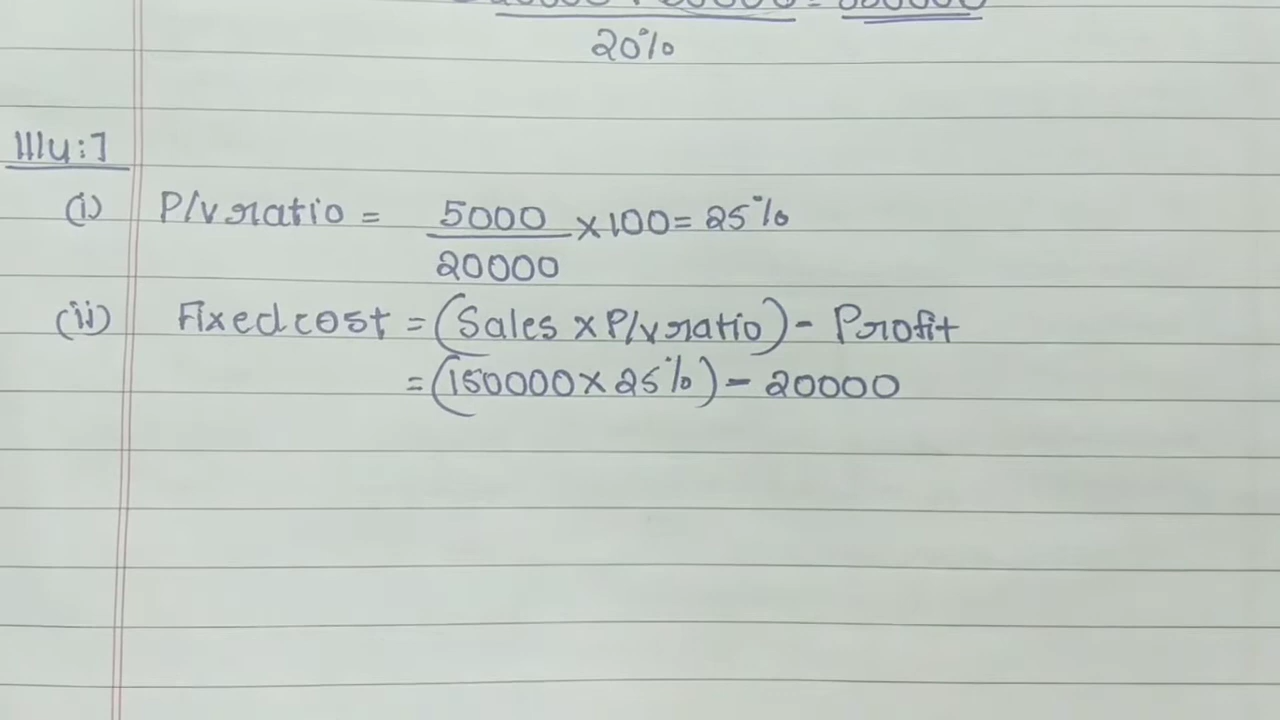 20%
Illu:7
(i) P/v ratio = 5000 × 100 = 25%
20000
(ii) Fixed cost = (Sales × P/v ratio) - Profit
= (150000 × 25%) - 20000